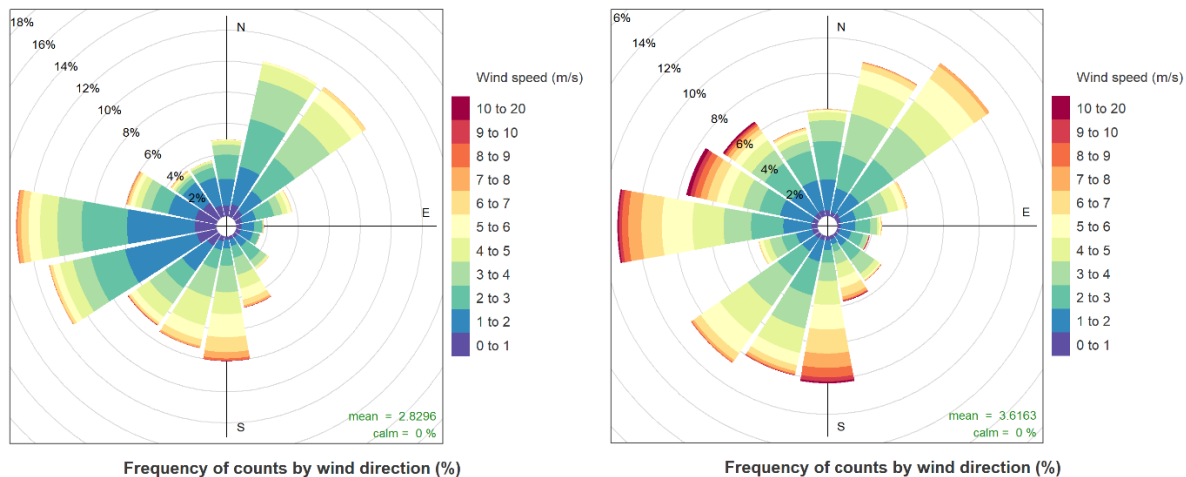 18%
16%
14%
12%
10%
8%
6%
4%
2%
N
E
S
mean = 2.8296
calm = 0 %
Wind speed (m/s)
10 to 20
9 to 10
8 to 9
7 to 8
6 to 7
5 to 6
4 to 5
3 to 4
2 to 3
1 to 2
0 to 1
Frequency of counts by wind direction (%)
6%
14%
12%
10%
8%
6%
4%
2%
N
E
S
mean = 3.6163
calm = 0 %
Wind speed (m/s)
10 to 20
9 to 10
8 to 9
7 to 8
6 to 7
5 to 6
4 to 5
3 to 4
2 to 3
1 to 2
0 to 1
Frequency of counts by wind direction (%)